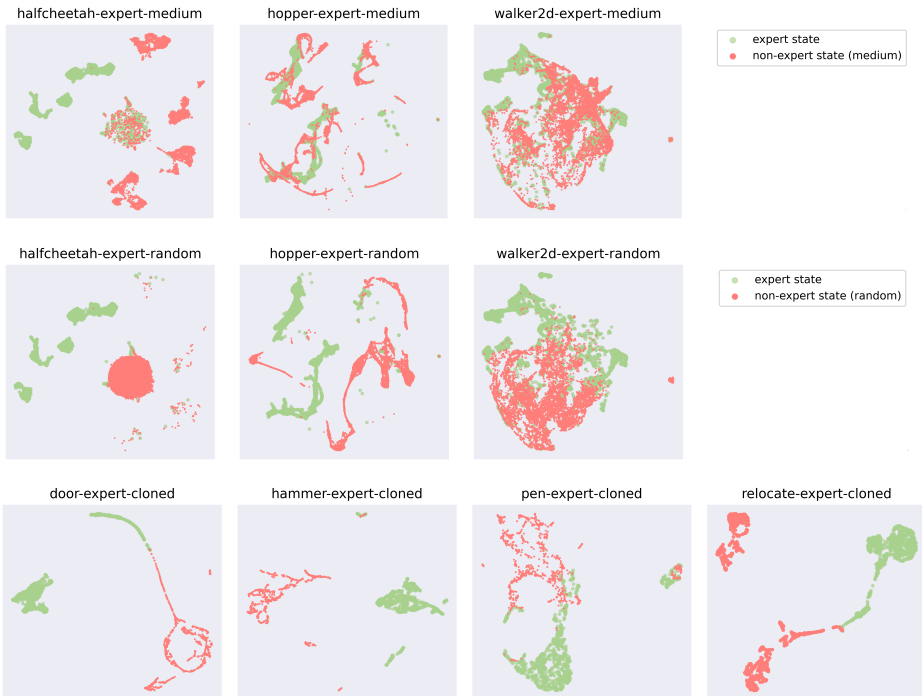 halfcheetah-expert-medium
hopper-expert-medium
walker2d-expert-medium
expert state
non-expert state (medium)
halfcheetah-expert-random
hopper-expert-random
walker2d-expert-random
expert state
non-expert state (random)
door-expert-cloned
hammer-expert-cloned
pen-expert-cloned
relocate-expert-cloned